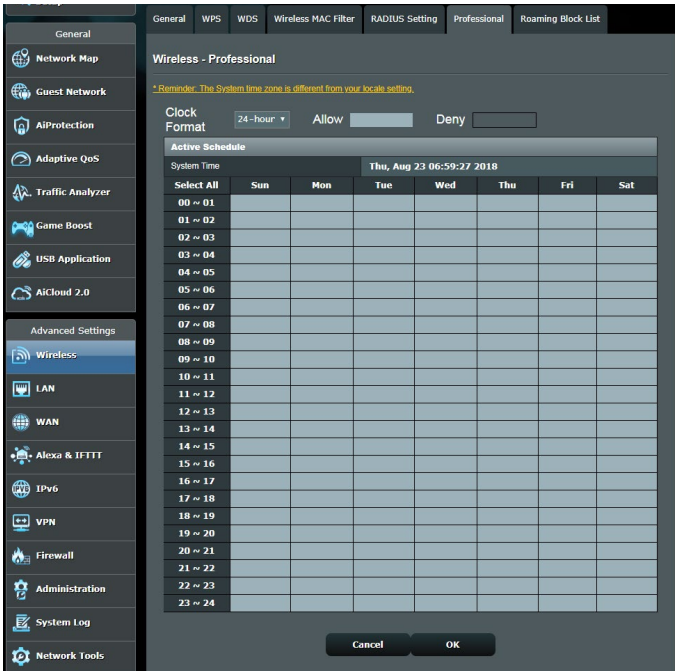 General WPS WDS Wireless MAC Filter RADIUS Setting Professional Roaming Block List
General
Network Map
Guest Network
AiProtection
Adaptive QoS
Traffic Analyzer
Game Boost
USB Application
AiCloud 2.0
Advanced Settings
Wireless
LAN
WAN
Alexa & IFTTT
IPv6
VPN
Firewall
Administration
System Log
Network Tools
Wireless - Professional
* Reminder: The System time zone is different from your locale setting.
Clock Format 24-hour Allow Deny
Active Schedule
System Time Thu, Aug 23 06:59:27 2018
Select All Sun Mon Tue Wed Thu Fri Sat
00 ~ 01
01 ~ 02
02 ~ 03
03 ~ 04
04 ~ 05
05 ~ 06
06 ~ 07
07 ~ 08
08 ~ 09
09 ~ 10
10 ~ 11
11 ~ 12
12 ~ 13
13 ~ 14
14 ~ 15
15 ~ 16
16 ~ 17
17 ~ 18
18 ~ 19
19 ~ 20
20 ~ 21
21 ~ 22
22 ~ 23
23 ~ 24
Cancel OK